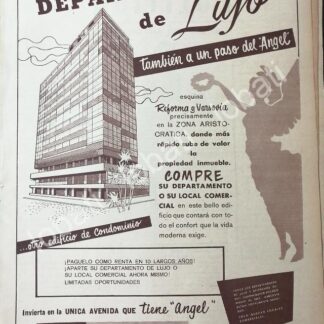 DEPA
de Lujo
también a un paso del "Angel"
esquina
Reforma y Varsovia
precisamente
en la ZONA ARISTO-
CRATICA, donde más
rápido sube de valor
la
propiedad inmueble.
COMPRE
SU DEPARTAMENTO
O SU LOCAL COMER-
CIAL en este bello edi-
ficio que contará con to-
do el confort que la vida
moderna exige.
...otro edificio de Condominio
¡PAGUELO COMO RENTA EN 10 LARGOS AÑOS!
¡APARTE SU DEPARTAMENTO DE LUJO O
SU LOCAL COMERCIAL AHORA MISMO!
LIMITADAS OPORTUNIDADES
Invierta en la UNICA AVENIDA QUE tiene "Angel"